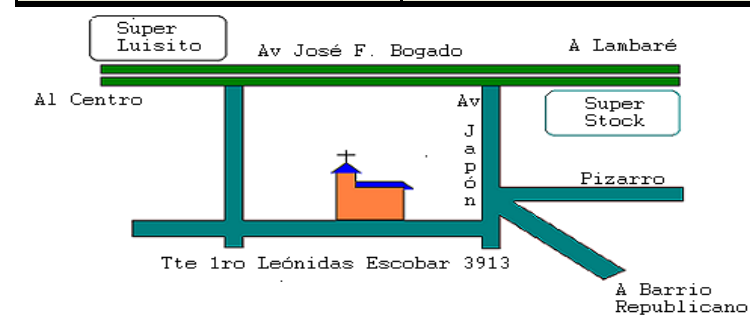 Super
Luisito
Av José F. Bogado
A Lambaré
Al Centro
Av
Japón
Super
Stock
Pizarro
Tte 1ro Leónidas Escobar 3913
A Barrio
Republicano